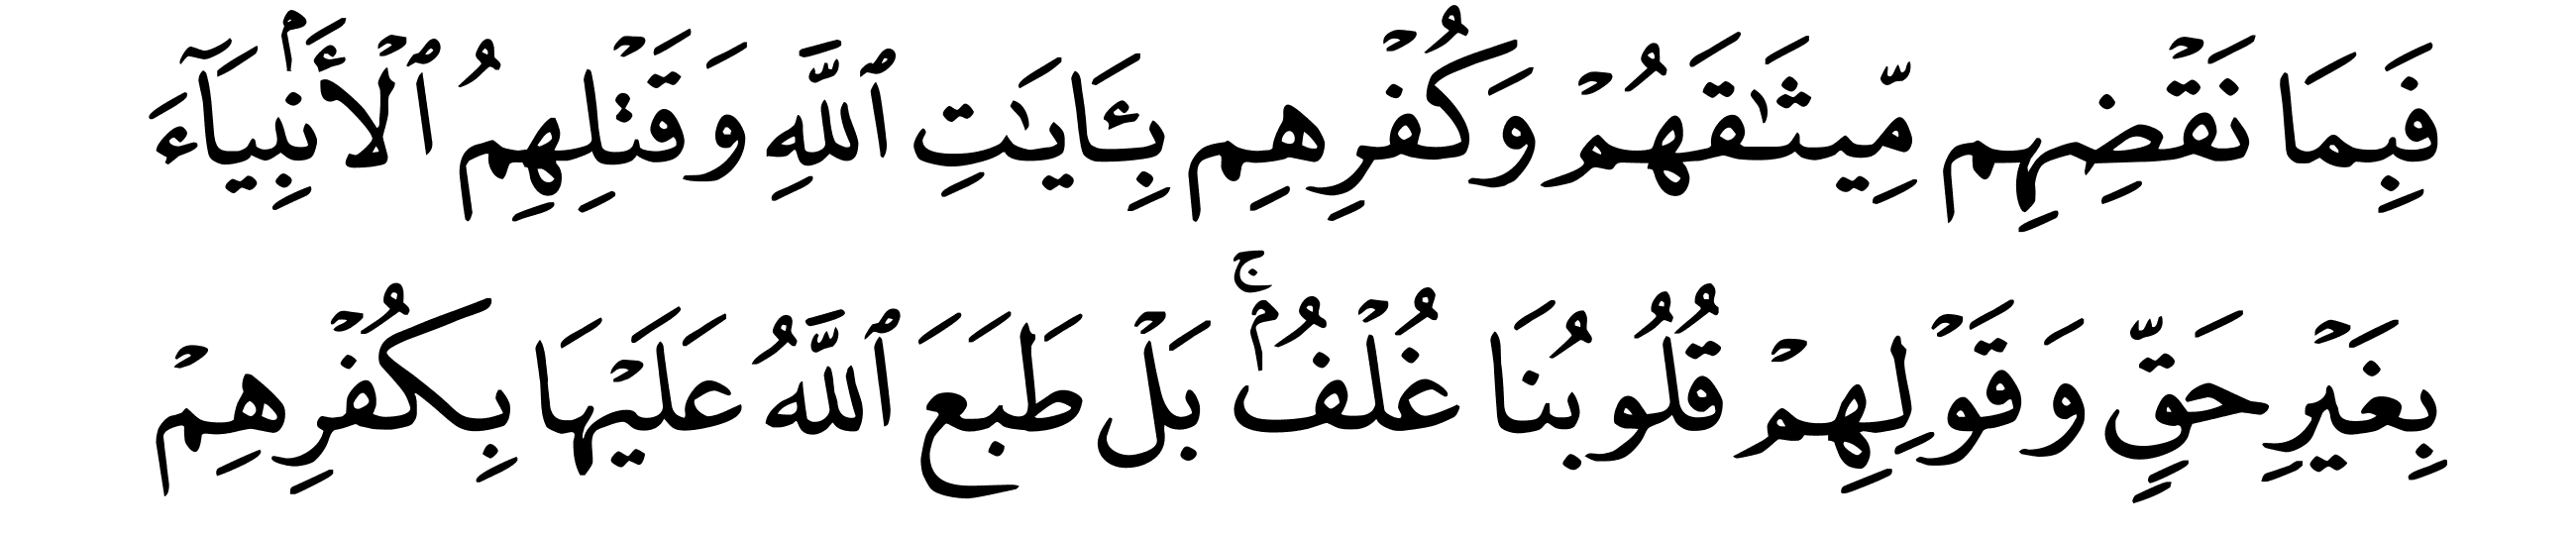 فَبِمَا نَقْضِهِم مِّيثَٰقَهُمْ وَكُفْرِهِم بِـَٔايَٰتِ ٱللَّهِ وَقَتْلِهِمُ ٱلْأَنۢبِيَآءَ
بِغَيْرِ حَقٍّ وَقَوْلِهِمْ قُلُوبُنَا غُلْفُۢ ۚ بَلْ طَبَعَ ٱللَّهُ عَلَيْهَا بِكُفْرِهِمْ